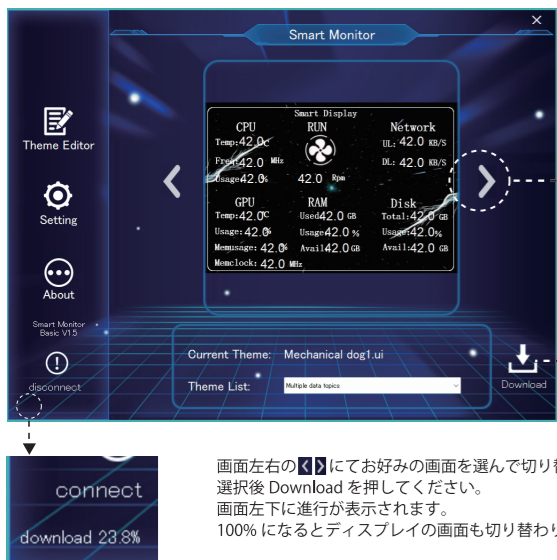 Smart Monitor
×
Theme Editor
Setting
About
Smart Monitor
Basic V1.5
disconnect
Smart Display
CPU
Temp:42.0c
Freq:42.0 MHz
Usage:42.0%
RUN
42.0 Rpm
Network
UL: 42.0 KB/S
DL: 42.0 KB/S
GPU
Temp:42.0c
Usage:42.0%
Memusage: 42.0%
Memclock: 42.0 MHz
RAM
Used42.0 GB
Usage42.0 %
Avail42.0 GB
Disk
Total:42.0 GB
Usage:42.0%
Avail:42.0 GB
Current Theme: Mechanical dog1.ui
Theme List: Multiple data topics
Download
connect
download 23.8%
画面左右の < > にてお好みの画面を選んで切り替
選択後 Download を押してください。
画面左下に進行が表示されます。
100% になるとディスプレイの画面も切り替わり